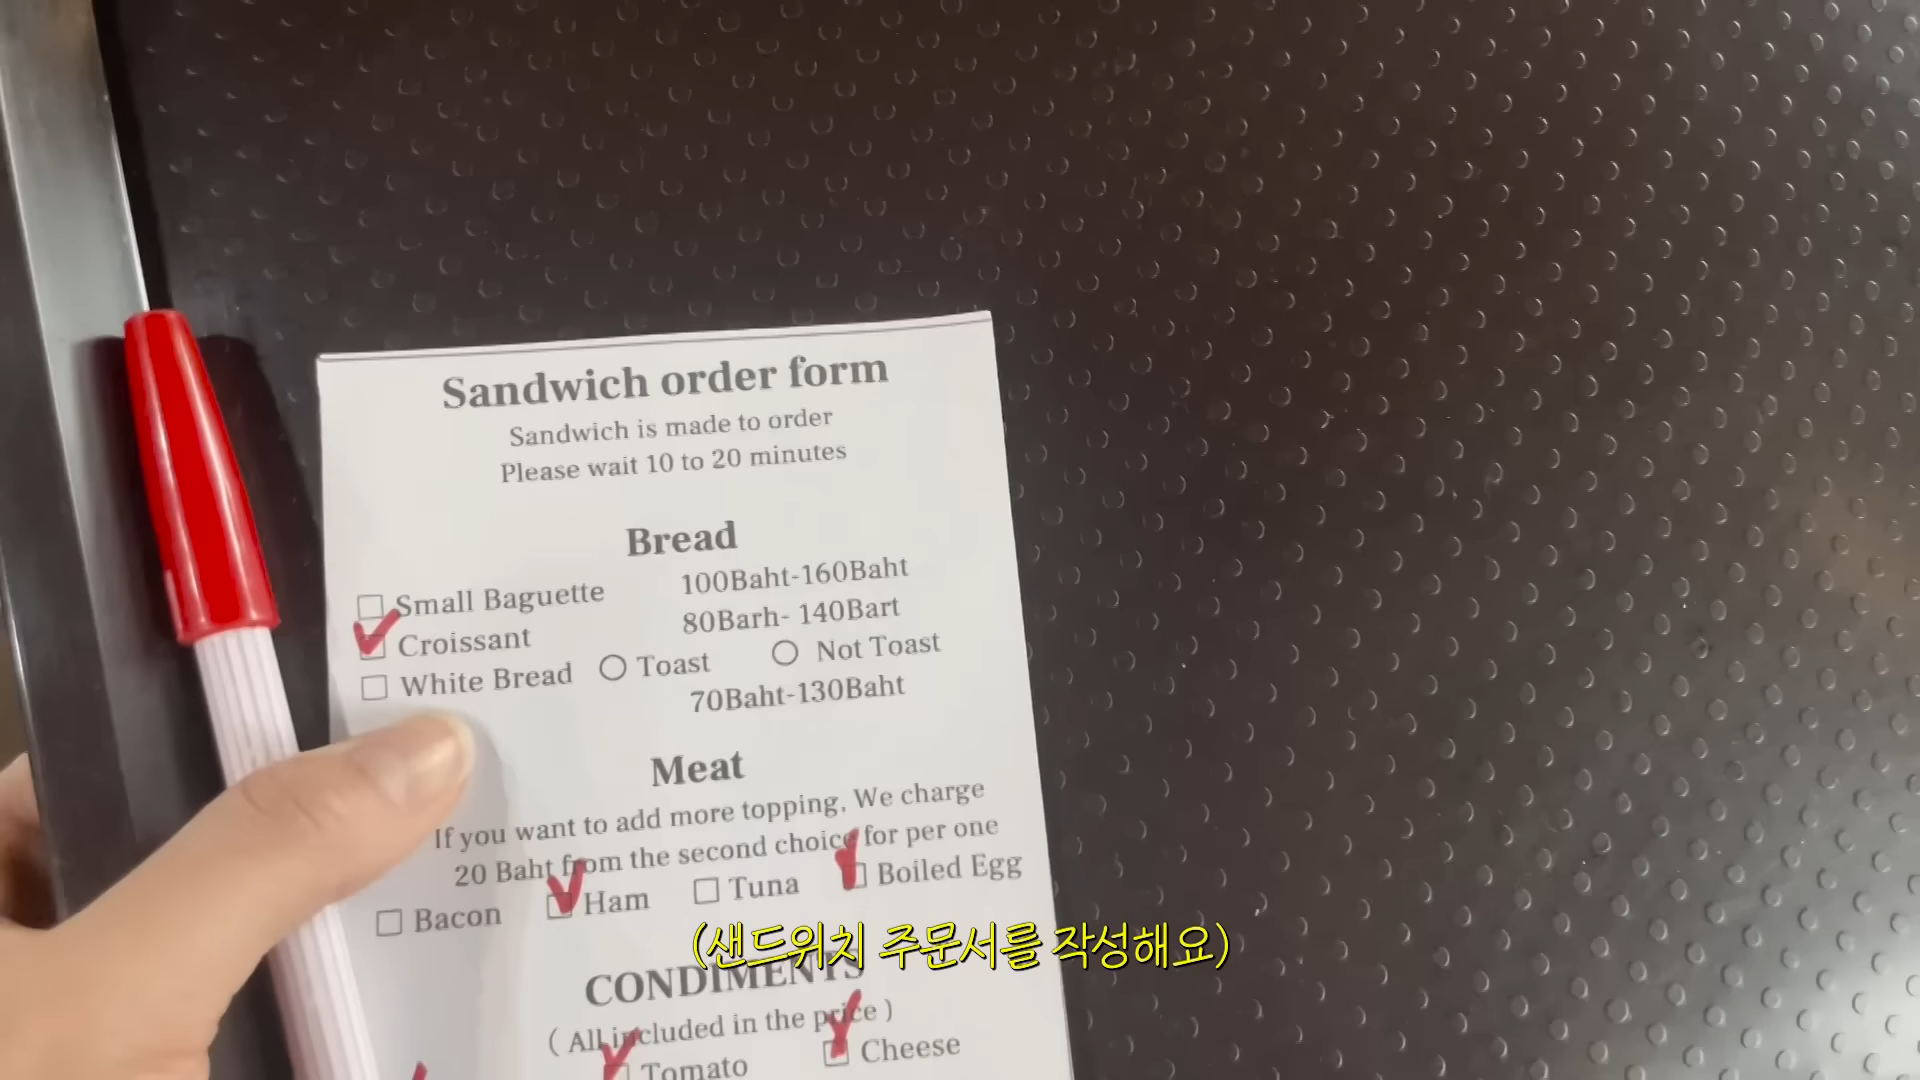 Sandwich order form
Sandwich is made to order
Please wait 10 to 20 minutes
Bread
Small Baguette 100Baht-160Baht
Croissant 80Barh- 140Bart
White Bread Toast Not Toast
70Baht-130Baht
Meat
If you want to add more topping, We charge
20 Baht from the second choice for per one
Bacon Ham Tuna Boiled Egg
(샌드위치 주문서를 작성해요)
CONDIMENTS
( All included in the price )
Tomato Cheese